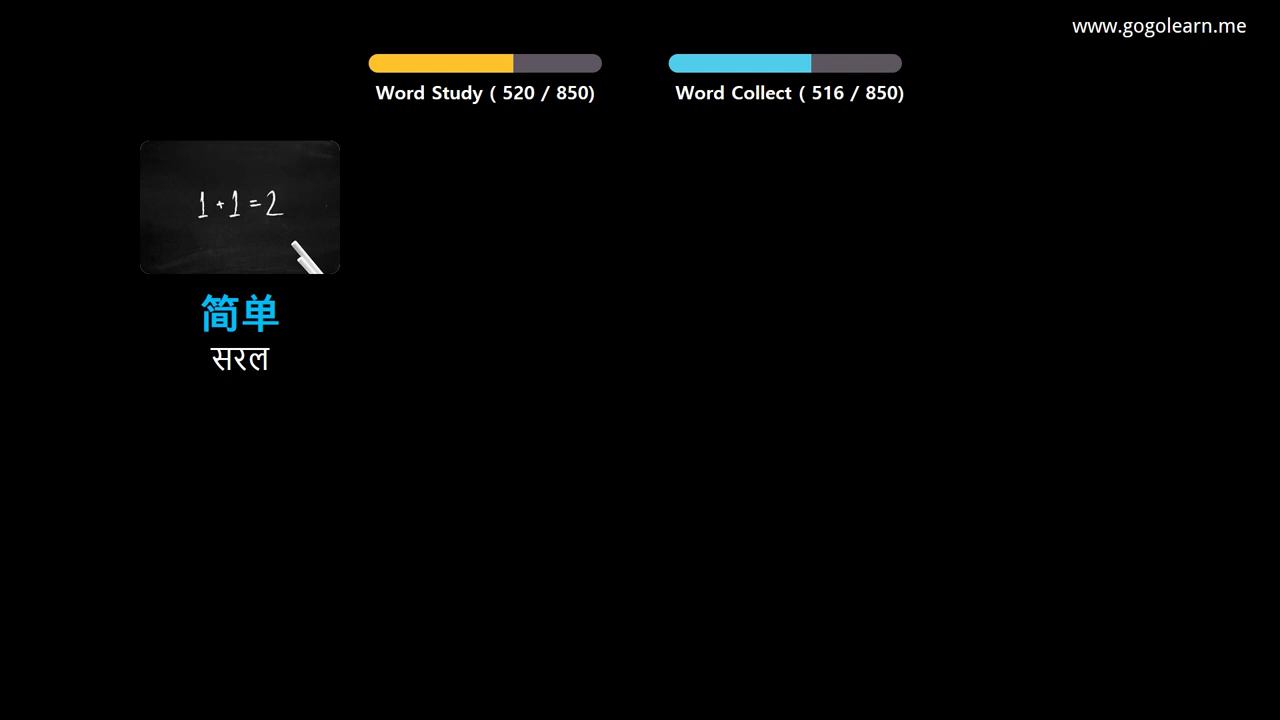 www.gogolearn.me
Word Study ( 520 / 850)
Word Collect ( 516 / 850)
1+1=2
简单
सरल